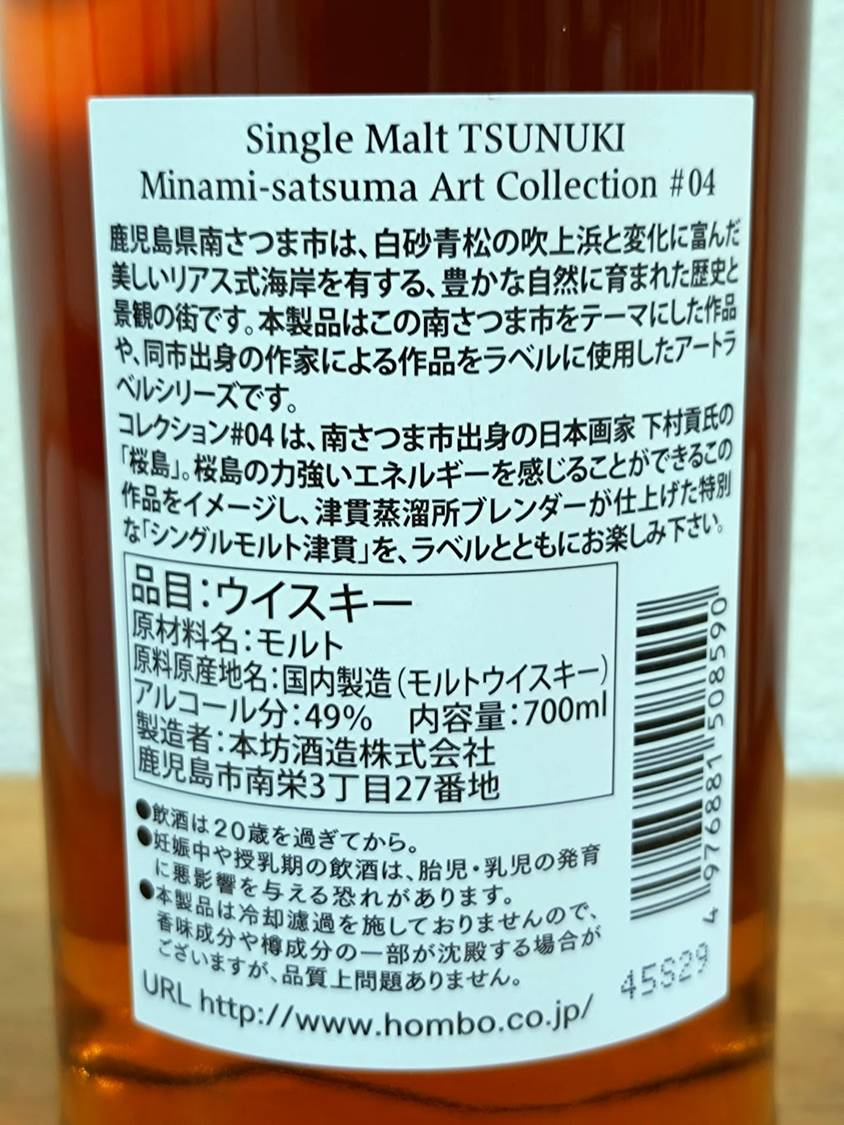 Single Malt TSUNUKI
Minami-satsuma Art Collection #04
鹿児島県南さつま市は、白砂青松の吹上浜と変化に富んだ
美しいリアス式海岸を有する、豊かな自然に育まれた歴史と
景観の街です。本製品はこの南さつま市をテーマにした作品
や、同市出身の作家による作品をラベルに使用したアートラ
ベルシリーズです。
コレクション#04 は、南さつま市出身の日本画家 下村貢氏の
「桜島」。桜島の力強いエネルギーを感じることができるこの
作品をイメージし、津貫蒸溜所ブレンダーが仕上げた特別
な「シングルモルト津貫」を、ラベルとともにお楽しみ下さい。
品目：ウイスキー
原材料名：モルト
原料原産地名：国内製造（モルトウイスキー）
アルコール分：49%　内容量：700ml
製造者：本坊酒造株式会社
鹿児島市南栄3丁目27番地
●飲酒は20歳を過ぎてから。
●妊娠中や授乳期の飲酒は、胎児・乳児の発育
に悪影響を与える恐れがあります。
●本製品は冷却濾過を施しておりませんので、
香味成分や樽成分の一部が沈殿する場合が
ございますが、品質上問題ありません。
URL http://www.hombo.co.jp/
4 976881 508590
45S29